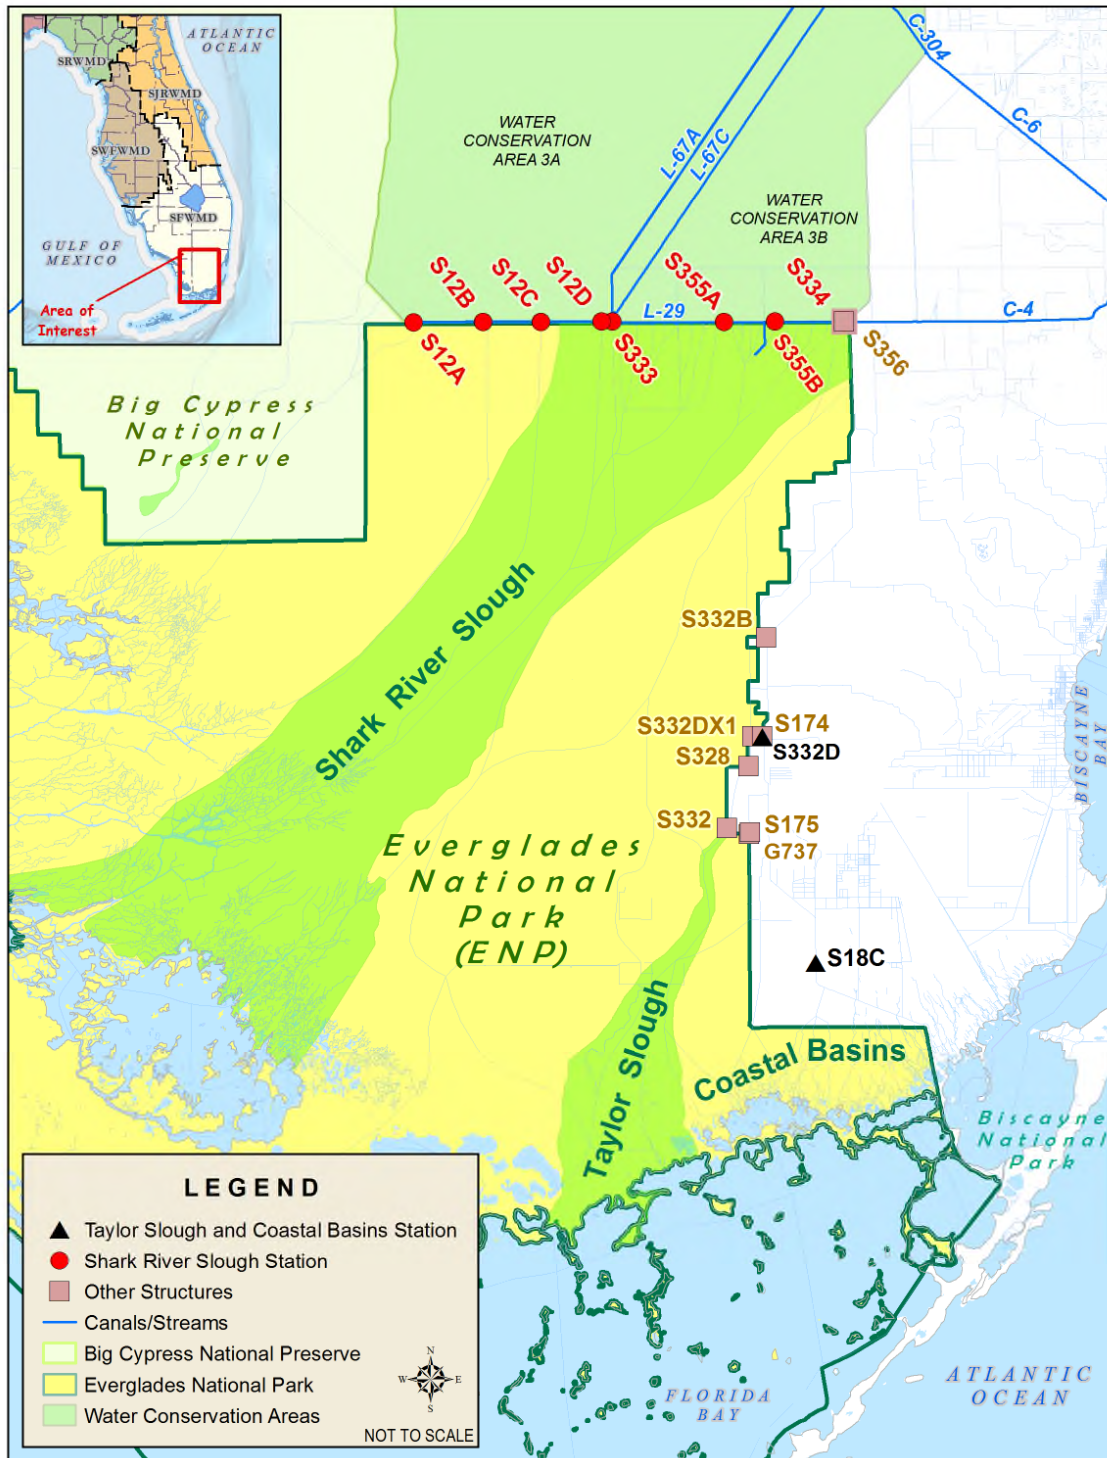 ATLANTIC
OCEAN
SRWMD
SJRWMD
SWFWMD
SFWMD
GULF OF
MEXICO
Area of
Interest
C-304
C-6
WATER
CONSERVATION
AREA 3A
L-67A
L-67C
WATER
CONSERVATION
AREA 3B
S12B
S12C
S12D
S355A
S334
L-29
C-4
S12A
S333
S355B
S356
Big Cypress
National
Preserve
Shark River Slough
S332B
S332DX1
S174
S332D
S328
S332
S175
G737
BISCAYNE
BAY
Everglades
National
Park
(ENP)
S18C
Taylor Slough
Coastal Basins
Biscayne
National
Park
LEGEND
Taylor Slough and Coastal Basins Station
Shark River Slough Station
Other Structures
Canals/Streams
Big Cypress National Preserve
Everglades National Park
Water Conservation Areas
N
W
E
S
NOT TO SCALE
FLORIDA
BAY
ATLANTIC
OCEAN